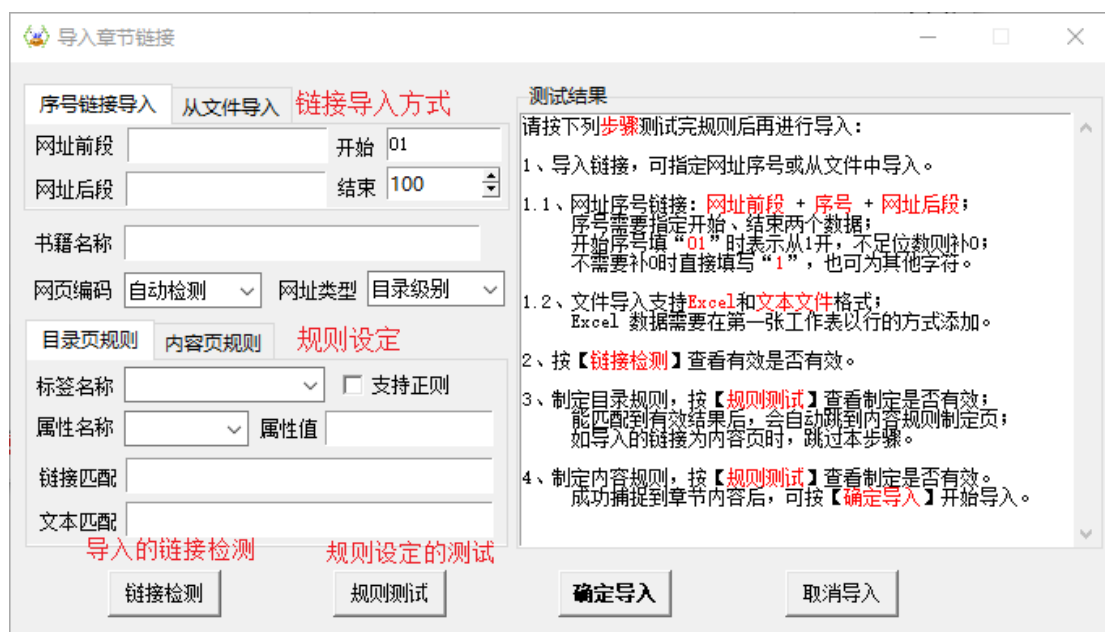 导入章节链接
序号链接导入 从文件导入 链接导入方式
网址前段 开始 01
网址后段 结束 100
书籍名称
网页编码 自动检测 网址类型 目录级别
目录页规则 内容页规则 规则设定
标签名称 支持正则
属性名称 属性值
链接匹配
文本匹配
导入的链接检测 规则设定的测试
链接检测 规则测试 确定导入 取消导入
测试结果
请按下列步骤测试完规则后再进行导入:
1、导入链接,可指定网址序号或从文件中导入。
1.1、网址序号链接: 网址前段 + 序号 + 网址后段;
序号需要指定开始、结束两个数据;
开始序号填“01”时表示从1开,不足位数则补0;
不需要补0时直接填写“1”,也可为其他字符。
1.2、文件导入支持Excel和文本文件格式;
Excel 数据需要在第一张工作表以行的方式添加。
2、按【链接检测】查看有效是否有效。
3、制定目录规则,按【规则测试】查看制定是否有效;
能匹配到有效结果后,会自动跳到内容规则制定页;
如导入的链接为内容页时,跳过本步骤。
4、制定内容规则,按【规则测试】查看制定是否有效。
成功捕捉到章节内容后,可按【确定导入】开始导入。